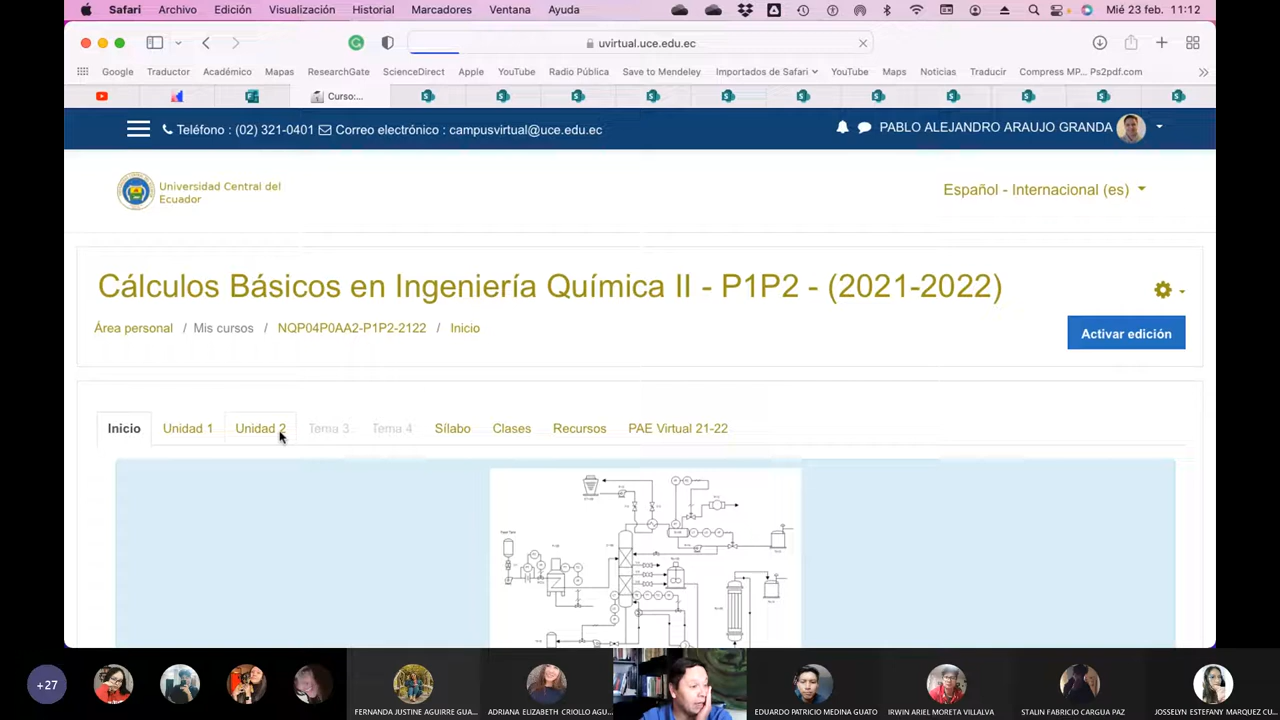 Safari Archivo Edición Visualización Historial Marcadores Ventana Ayuda Mié 23 feb. 11:12
uvirtual.uce.edu.ec
Google Traductor Académico Mapas ResearchGate ScienceDirect Apple YouTube Radio Pública Save to Mendeley Importados de Safari YouTube Maps Noticias Traducir Compress MP... Ps2pdf.com
Curso:...
Teléfono : (02) 321-0401 Correo electrónico : campusvirtual@uce.edu.ec PABLO ALEJANDRO ARAUJO GRANDA
Universidad Central del
Ecuador
Español - Internacional (es)
Cálculos Básicos en Ingeniería Química II - P1P2 - (2021-2022)
Área personal / Mis cursos / NQP04P0AA2-P1P2-2122 / Inicio
Activar edición
Inicio Unidad 1 Unidad 2 Tema 3 Tema 4 Sílabo Clases Recursos PAE Virtual 21-22
+27
FERNANDA JUSTINE AGUIRRE GUA... ADRIANA ELIZABETH CRIOLLO AGU... EDUARDO PATRICIO MEDINA GUATO IRWIN ARIEL MORETA VILLALVA STALIN FABRICIO CARGUA PAZ JOSSELYN ESTEFANY MARQUEZ CU...